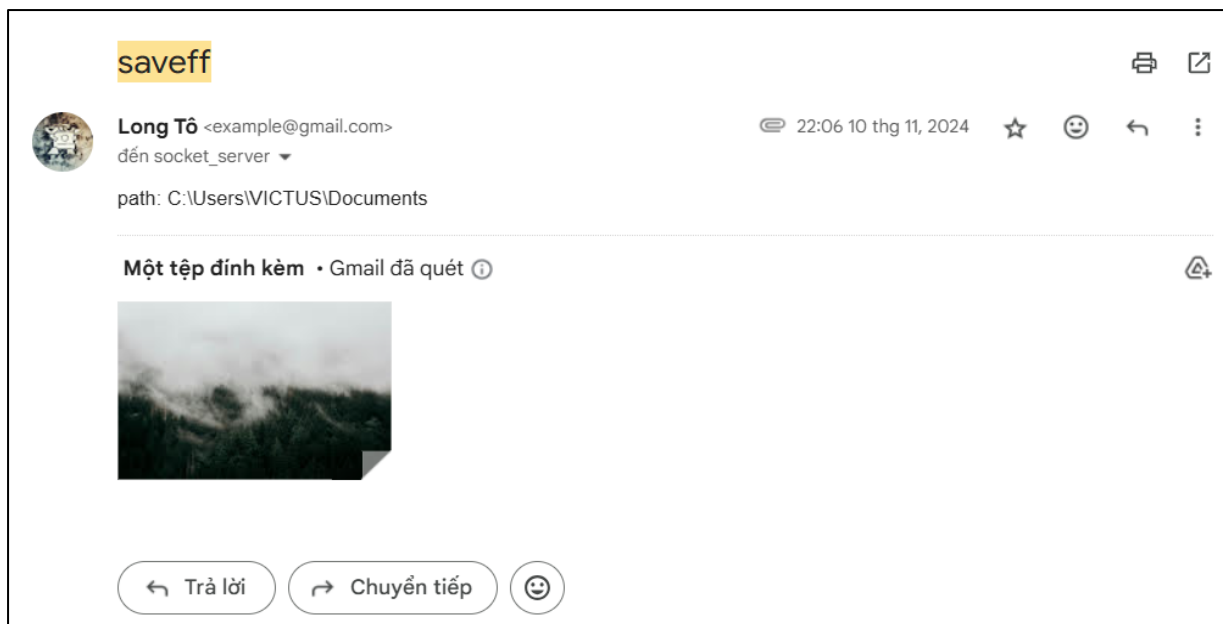 saveff
Long Tô <example@gmail.com> 22:06 10 thg 11, 2024
đến socket_server
path: C:\Users\VICTUS\Documents
Một tệp đính kèm • Gmail đã quét
Trả lời Chuyển tiếp